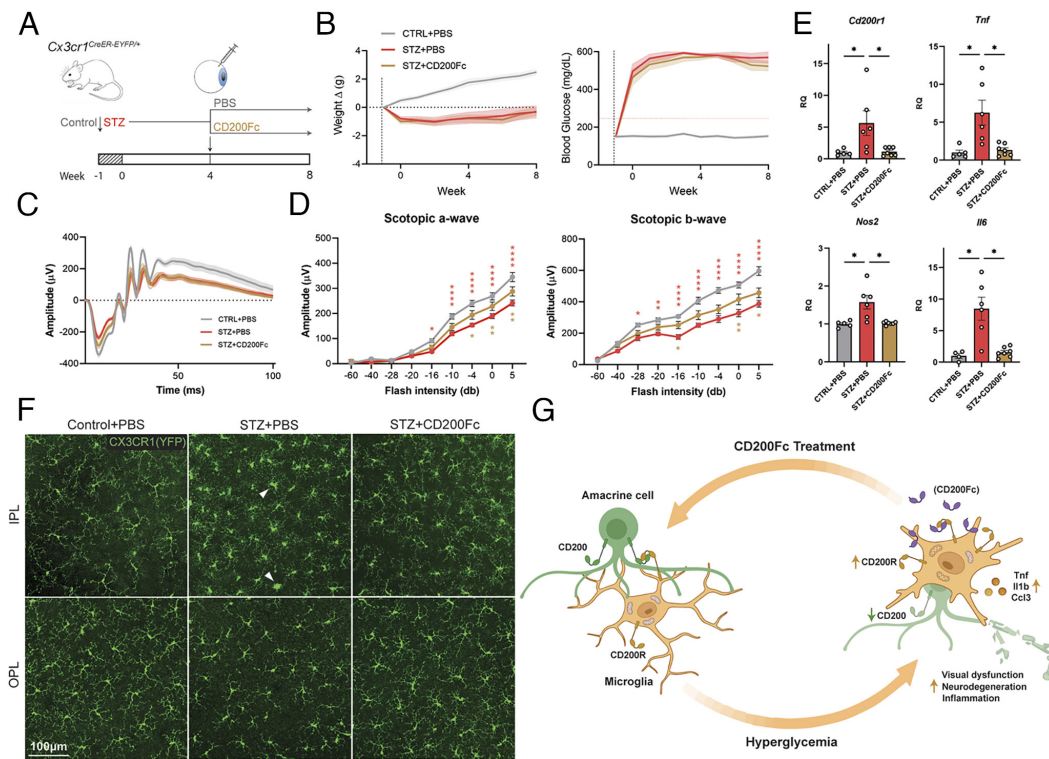 A
Cx3cr1CreER-EYFP/+
PBS
Control STZ
CD200Fc
Week -1 0 4 8
B
CTRL+PBS
STZ+PBS
STZ+CD200Fc
Weight Δ (g)
4
2
0
-2
-4
0 4 8
Week
Blood Glucose (mg/dL)
600
400
200
0
0 4 8
Week
C
Amplitude (µV)
400
200
0
-200
-400
CTRL+PBS
STZ+PBS
STZ+CD200Fc
50 100
Time (ms)
D
Scotopic a-wave
Amplitude (µV)
400
300
200
100
0
* **** **** **** ****
* ** *
-60 -40 -28 -20 -16 -10 -4 0 5
Flash intensity (db)
Scotopic b-wave
Amplitude (µV)
800
600
400
200
0
* *** *** **** **** **** ****
* ** *
-60 -40 -28 -20 -16 -10 -4 0 5
Flash intensity (db)
E
Cd200r1
* *
RQ
20
15
10
5
0
CTRL+PBS
STZ+PBS
STZ+CD200Fc
Tnf
* *
RQ
15
10
5
0
CTRL+PBS
STZ+PBS
STZ+CD200Fc
Nos2
* *
RQ
3
2
1
0
CTRL+PBS
STZ+PBS
STZ+CD200Fc
Il6
* *
RQ
20
15
10
5
0
CTRL+PBS
STZ+PBS
STZ+CD200Fc
F
Control+PBS
STZ+PBS
STZ+CD200Fc
CX3CR1(YFP)
IPL
OPL
100µm
G
CD200Fc Treatment
Amacrine cell
CD200
CD200R
Microglia
(CD200Fc)
CD200R
Tnf
Il1b
Ccl3
CD200
Visual dysfunction
Neurodegeneration
Inflammation
Hyperglycemia